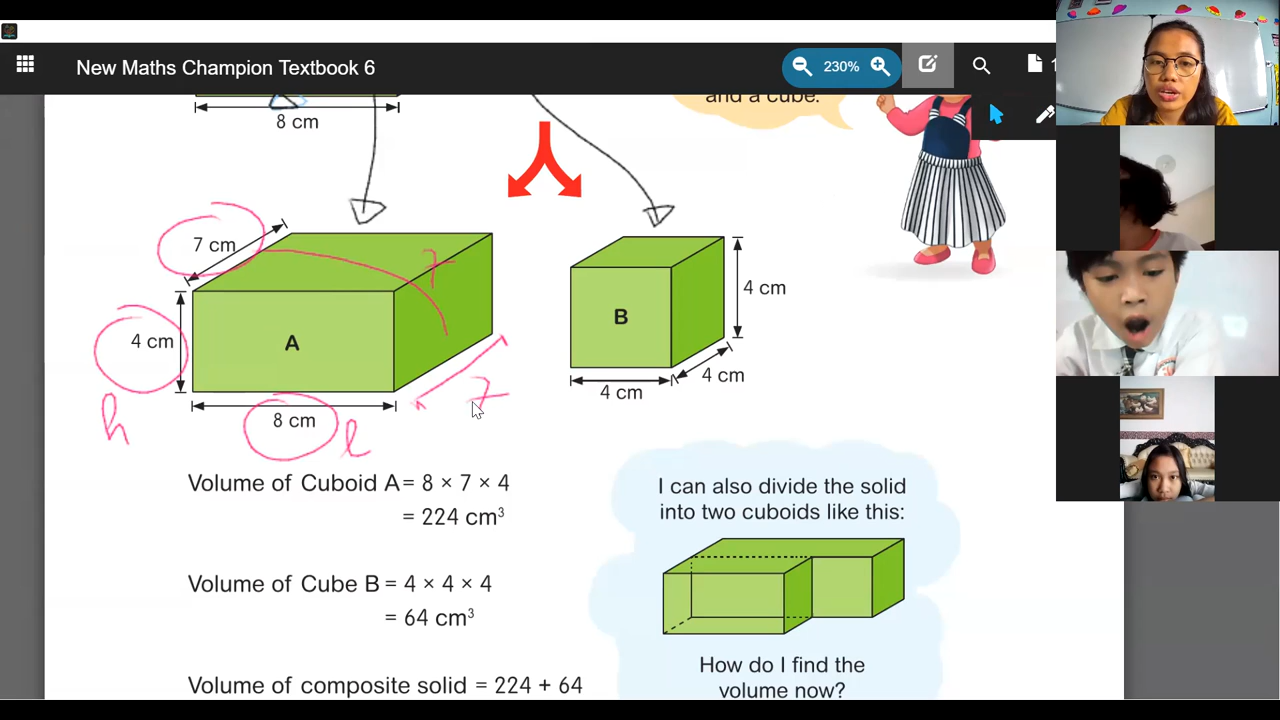 New Maths Champion Textbook 6
230%
and a cube.
8 cm
7 cm
7
4 cm
A
B
4 cm
7
4 cm
4 cm
h
8 cm
l
Volume of Cuboid A = 8 × 7 × 4
= 224 cm³
Volume of Cube B = 4 × 4 × 4
= 64 cm³
Volume of composite solid = 224 + 64
I can also divide the solid
into two cuboids like this:
How do I find the
volume now?